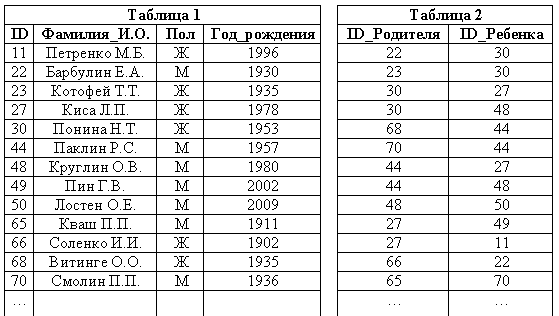 Таблица 1 Таблица 2
ID Фамилия_И.О. Пол Год_рождения ID_Родителя ID_Ребенка
11 Петренко М.Б. Ж 1996 22 30
22 Барбулин Е.А. М 1930 23 30
23 Котофей Т.Т. Ж 1935 30 27
27 Киса Л.П. Ж 1978 30 48
30 Понина Н.Т. Ж 1953 68 44
44 Паклин Р.С. М 1957 70 44
48 Круглин О.В. М 1980 44 27
49 Пин Г.В. М 2002 44 48
50 Лостен О.Е. М 2009 48 50
65 Кваш П.П. М 1911 27 49
66 Соленко И.И. Ж 1902 27 11
68 Витинге О.О. Ж 1935 66 22
70 Смолин П.П. М 1936 65 70
... ... ...